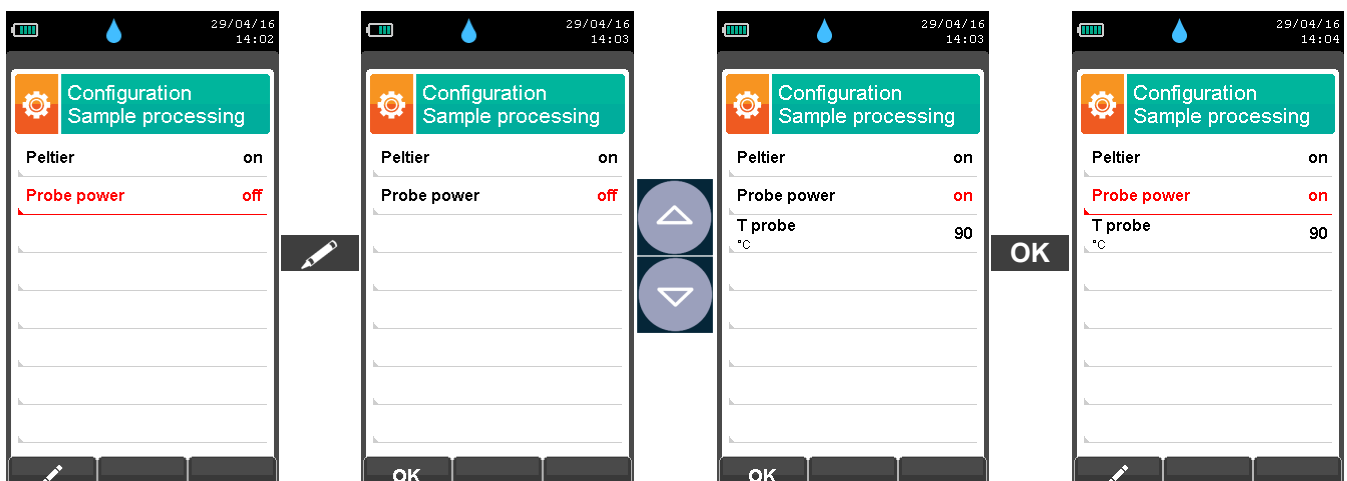 29/04/16
14:02
Configuration
Sample processing
Peltier on
Probe power off
29/04/16
14:03
Configuration
Sample processing
Peltier on
Probe power off
OK
29/04/16
14:03
Configuration
Sample processing
Peltier on
Probe power on
T probe 90
°C
OK
OK
29/04/16
14:04
Configuration
Sample processing
Peltier on
Probe power on
T probe 90
°C